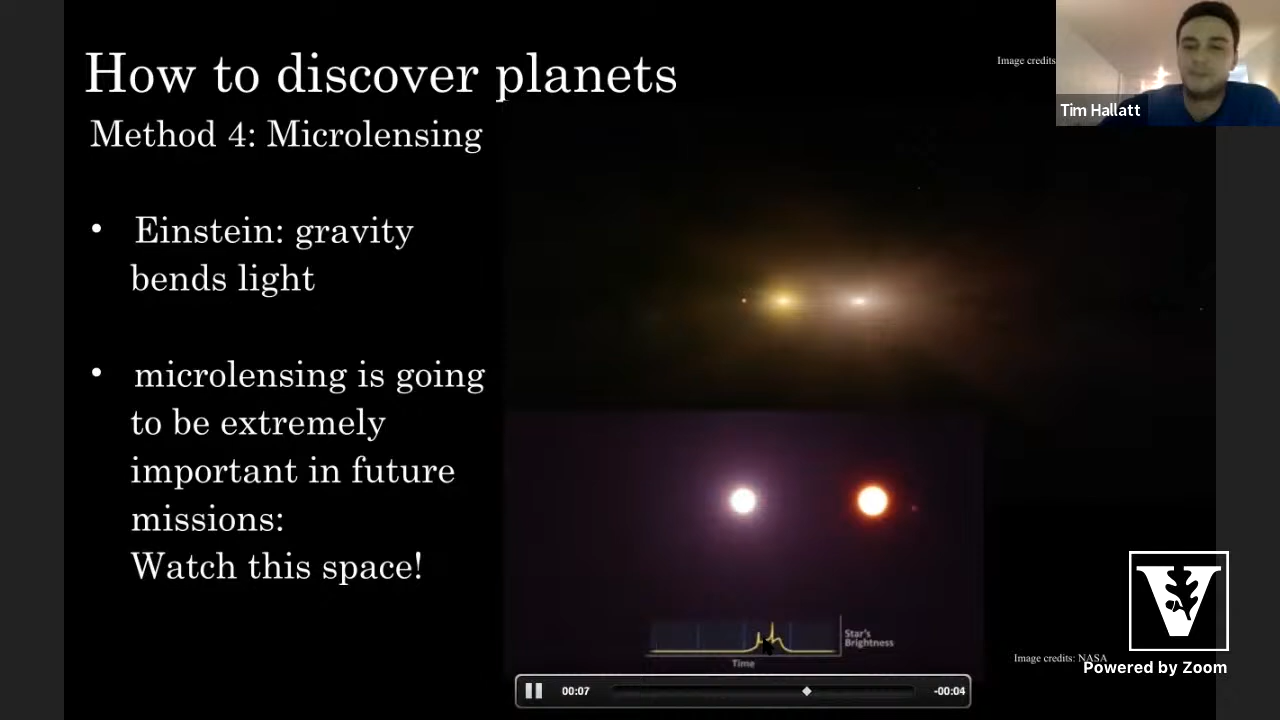 How to discover planets
Image credits
Tim Hallatt
Method 4: Microlensing
• Einstein: gravity
bends light
• microlensing is going
to be extremely
important in future
missions:
Watch this space!
Star's
Brightness
Time
Image credits: NASA
V
Powered by Zoom
00:07
-00:04